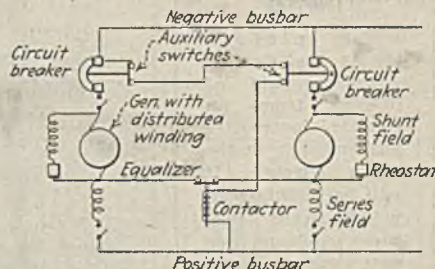 Negative busbar
Circuit
breaker
Auxiliary
switches
Circuit
breaker
Gen. with
distributed
winding
Shunt
field
Equalizer
Rheostat
Contactor
Series
field
Positive busbar